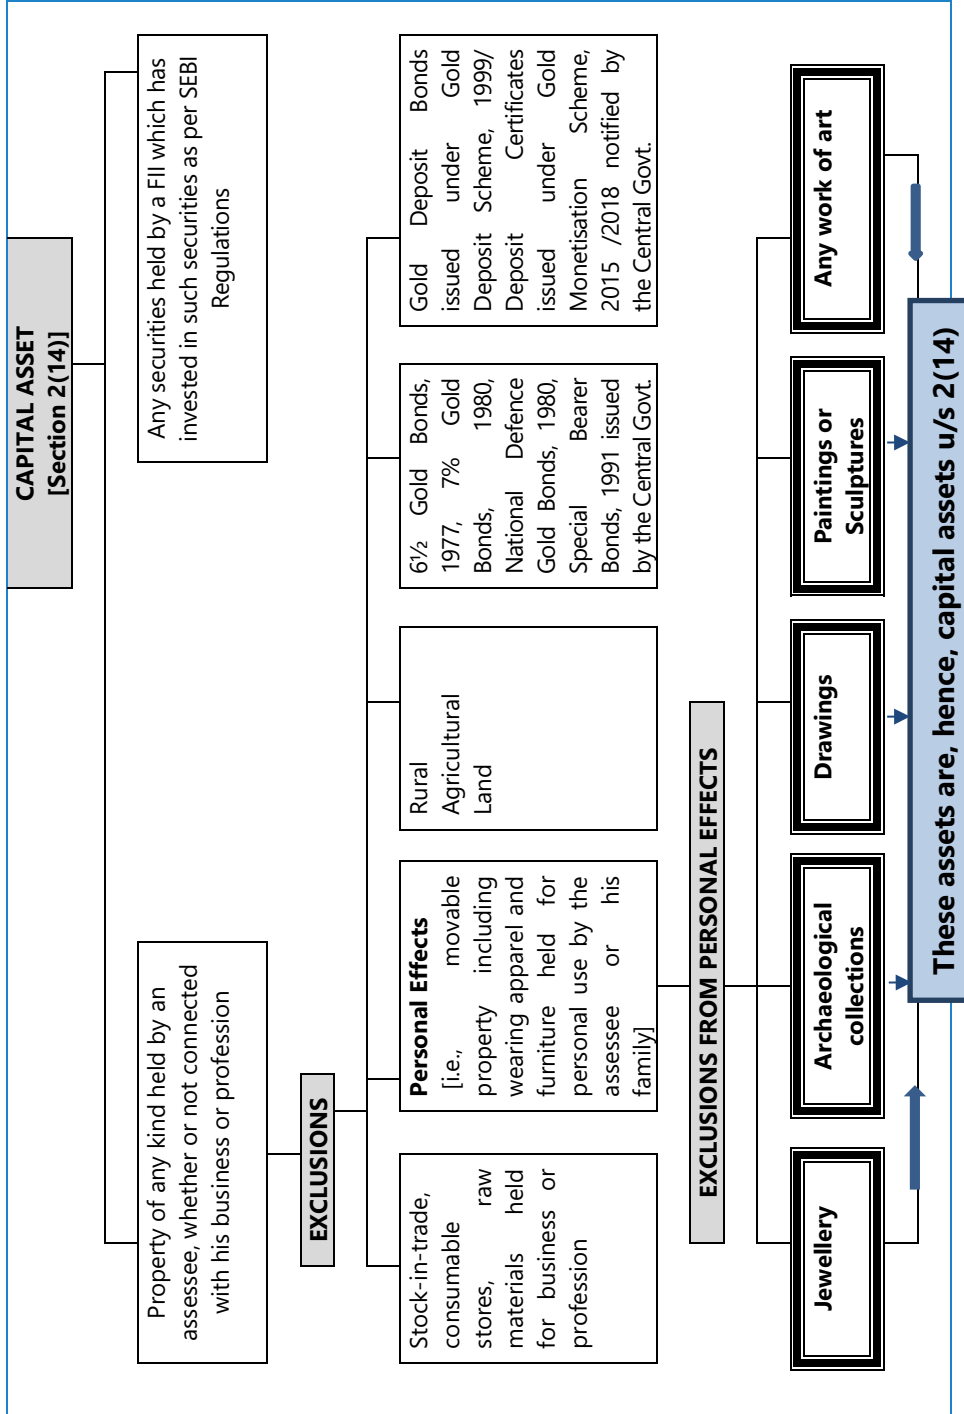 CAPITAL ASSET
[Section 2(14)]
Property of any kind held by an
assessee, whether or not connected
with his business or profession
Any securities held by a FII which has
invested in such securities as per SEBI
Regulations
EXCLUSIONS
Stock-in-trade,
consumable
stores, raw
materials held
for business or
profession
Personal Effects
[i.e., movable
property including
wearing apparel and
furniture held for
personal use by the
assessee or his
family]
Rural
Agricultural
Land
6½ Gold Bonds,
1977, 7% Gold
Bonds, 1980,
National Defence
Gold Bonds, 1980,
Special Bearer
Bonds, 1991 issued
by the Central Govt.
Gold Deposit Bonds
issued under Gold
Deposit Scheme, 1999/
Deposit Certificates
issued under Gold
Monetisation Scheme,
2015 /2018 notified by
the Central Govt.
EXCLUSIONS FROM PERSONAL EFFECTS
Jewellery
Archaeological
collections
Drawings
Paintings or
Sculptures
Any work of art
These assets are, hence, capital assets u/s 2(14)